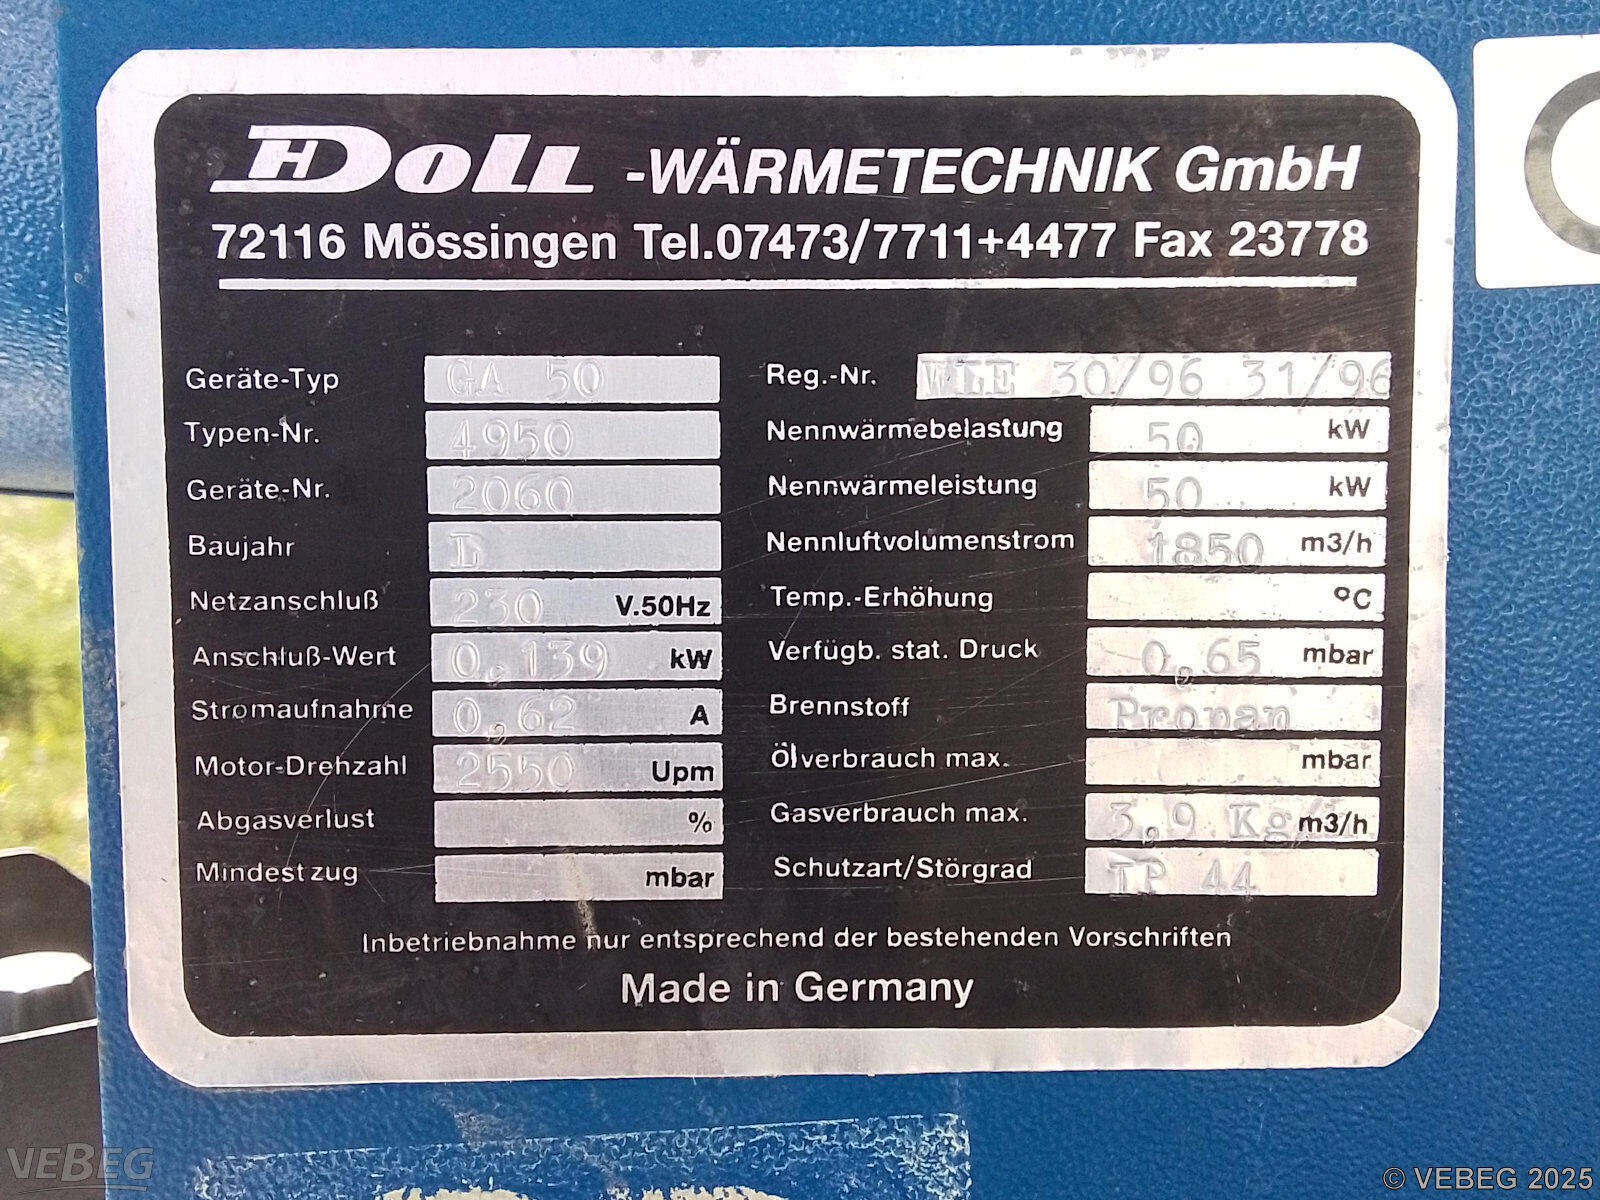 DOLL -WÄRMETECHNIK GmbH
72116 Mössingen Tel.07473/7711+4477 Fax 23778
Geräte-Typ GA 50
Typen-Nr. 4950
Geräte-Nr. 2060
Baujahr L
Netzanschluß 230 V.50Hz
Anschluß-Wert 0,139 kW
Stromaufnahme 0,62 A
Motor-Drehzahl 2550 Upm
Abgasverlust %
Mindestzug mbar
Reg.-Nr. WLE 30/96 31/96
Nennwärmebelastung 50 kW
Nennwärmeleistung 50 kW
Nennluftvolumenstrom 1850 m3/h
Temp.-Erhöhung °C
Verfügb. stat. Druck 0,65 mbar
Brennstoff Propan
Ölverbrauch max. mbar
Gasverbrauch max. 3,9 Kg m3/h
Schutzart/Störgrad IP 44
Inbetriebnahme nur entsprechend der bestehenden Vorschriften
Made in Germany
VEBEG
© VEBEG 2025